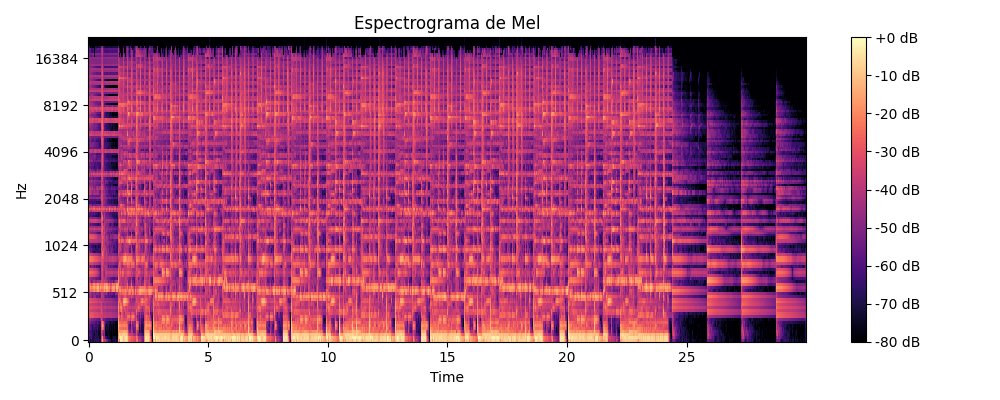 Espectrograma de Mel
Hz
16384
8192
4096
2048
1024
512
0
0 5 10 15 20 25
Time
+0 dB
-10 dB
-20 dB
-30 dB
-40 dB
-50 dB
-60 dB
-70 dB
-80 dB